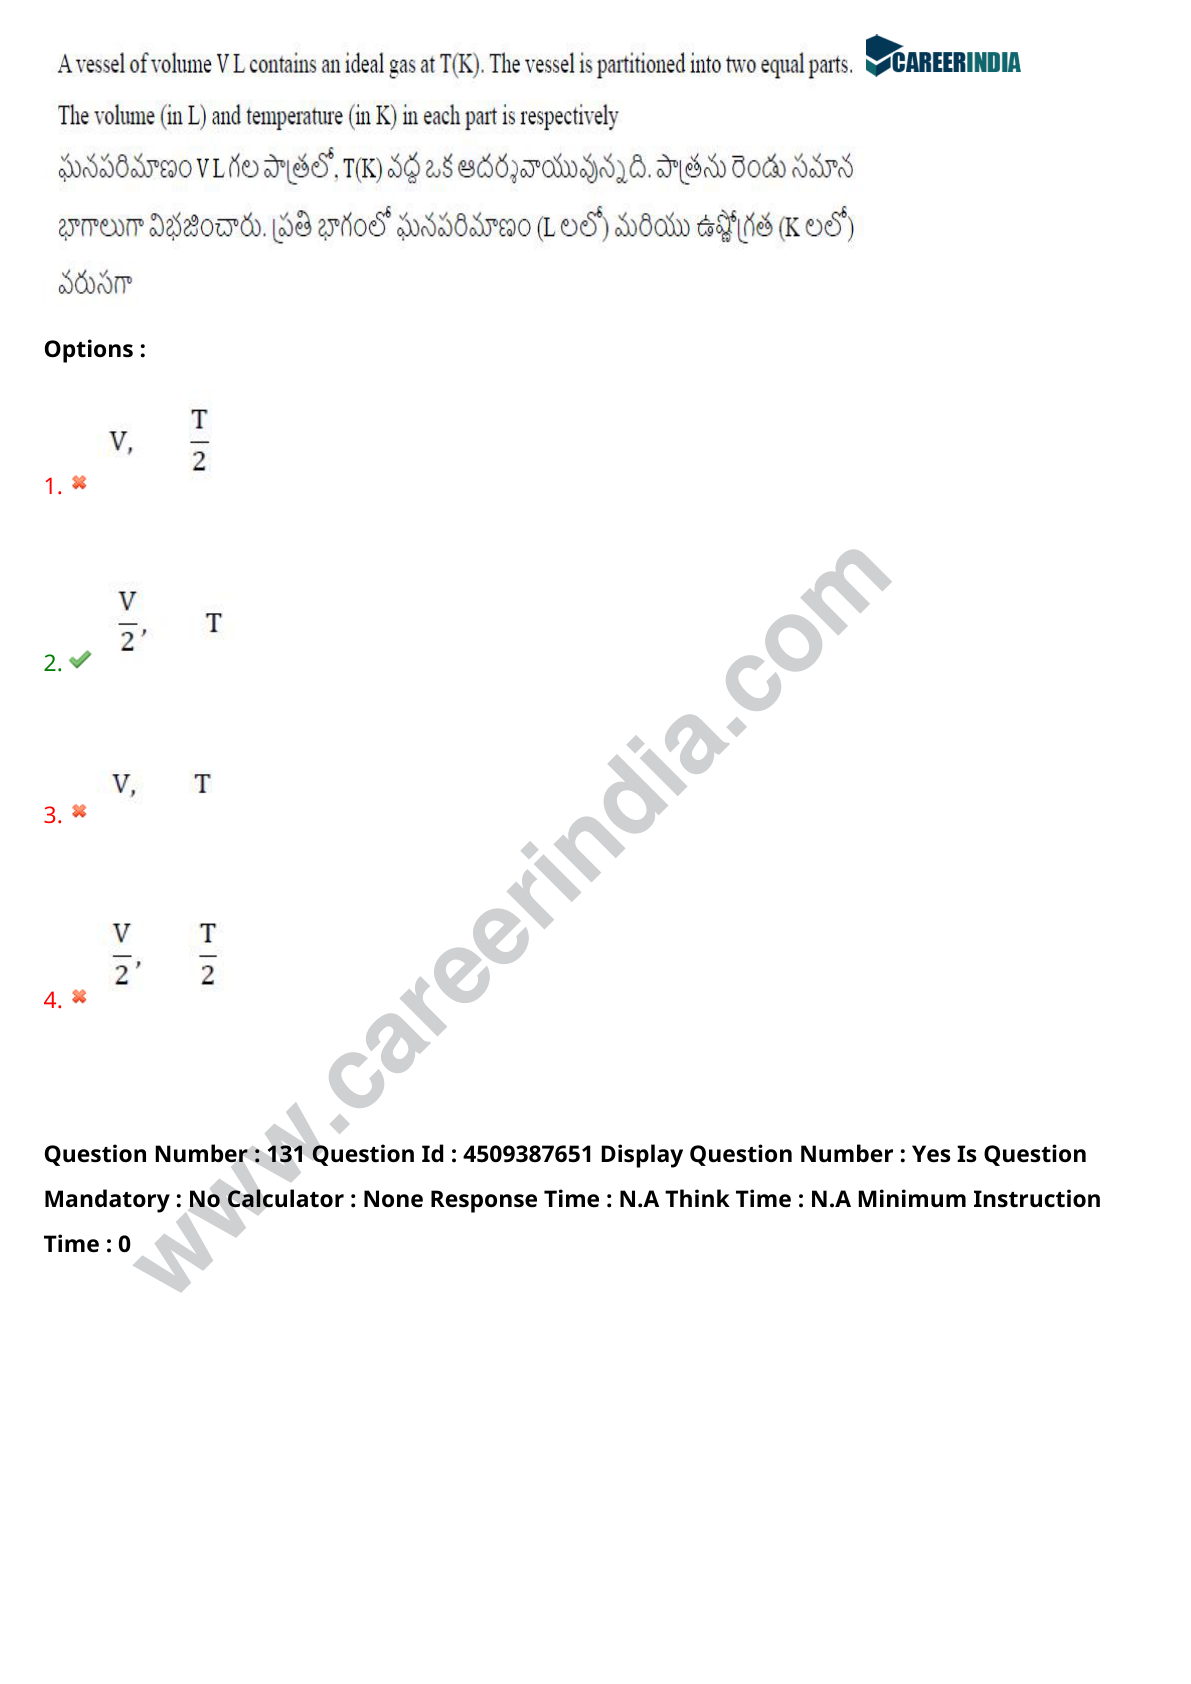 A vessel of volume V L contains an ideal gas at T(K). The vessel is partitioned into two equal parts.
CAREERINDIA
The volume (in L) and temperature (in K) in each part is respectively
ఘనపరిమాణం V L గల పాత్రలో, T(K) వద్ద ఒక ఆదర్శవాయువున్నది. పాత్రను రెండు సమాన
భాగాలుగా విభజించారు. ప్రతి భాగంలో ఘనపరిమాణం (L లలో) మరియు ఉష్ణోగ్రత (K లలో)
వరుసగా
Options :
1. V, T/2
2. V/2, T
3. V, T
4. V/2, T/2
www.careerindia.com
Question Number : 131 Question Id : 4509387651 Display Question Number : Yes Is Question
Mandatory : No Calculator : None Response Time : N.A Think Time : N.A Minimum Instruction
Time : 0